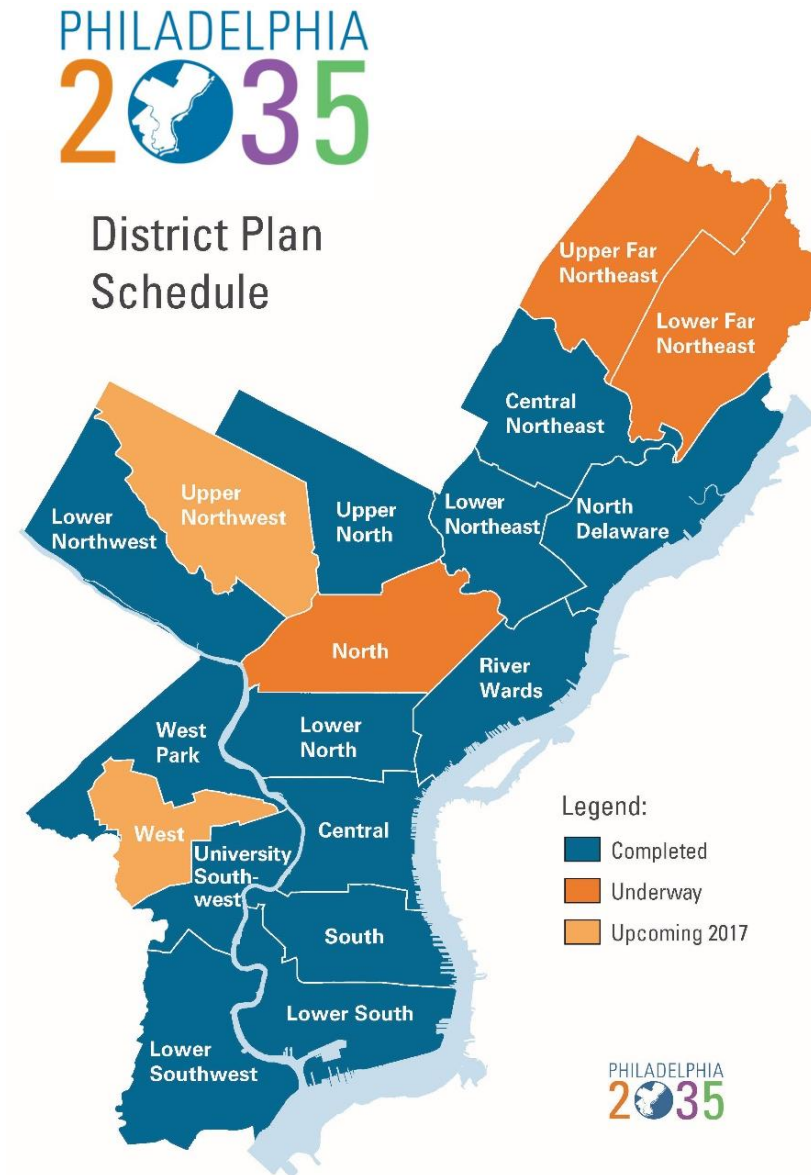 PHILADELPHIA
2035
District Plan
Schedule
Upper Far
Northeast
Lower Far
Northeast
Central
Northeast
Lower
Northeast
North
Delaware
Upper
Northwest
Upper
North
Lower
Northwest
North
River
Wards
Lower
North
West
Park
West
Central
University
South-
west
South
Lower South
Lower
Southwest
Legend:
Completed
Underway
Upcoming 2017
PHILADELPHIA
2035